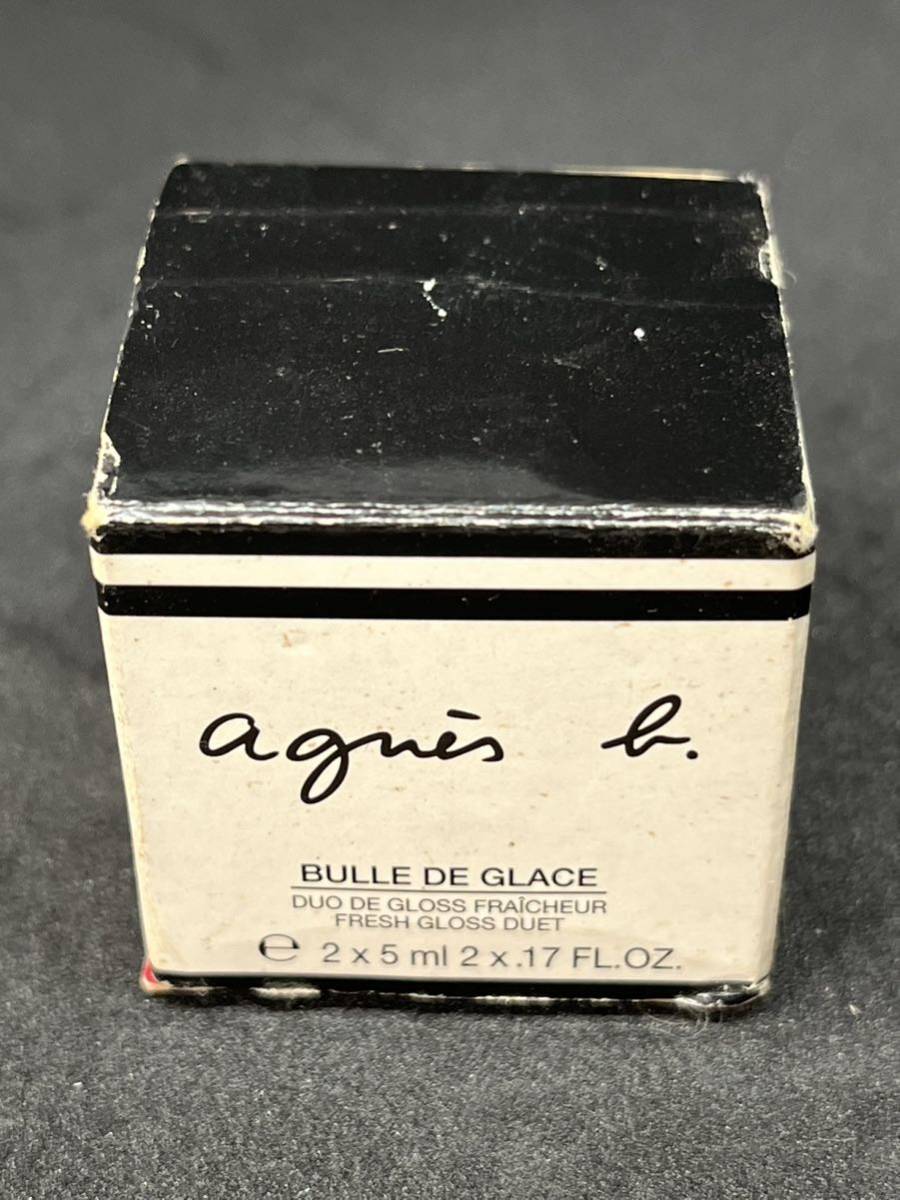 agnès b.
BULLE DE GLACE
DUO DE GLOSS FRAÎCHEUR
FRESH GLOSS DUET
℮ 2 x 5 ml 2 x .17 FL.OZ.